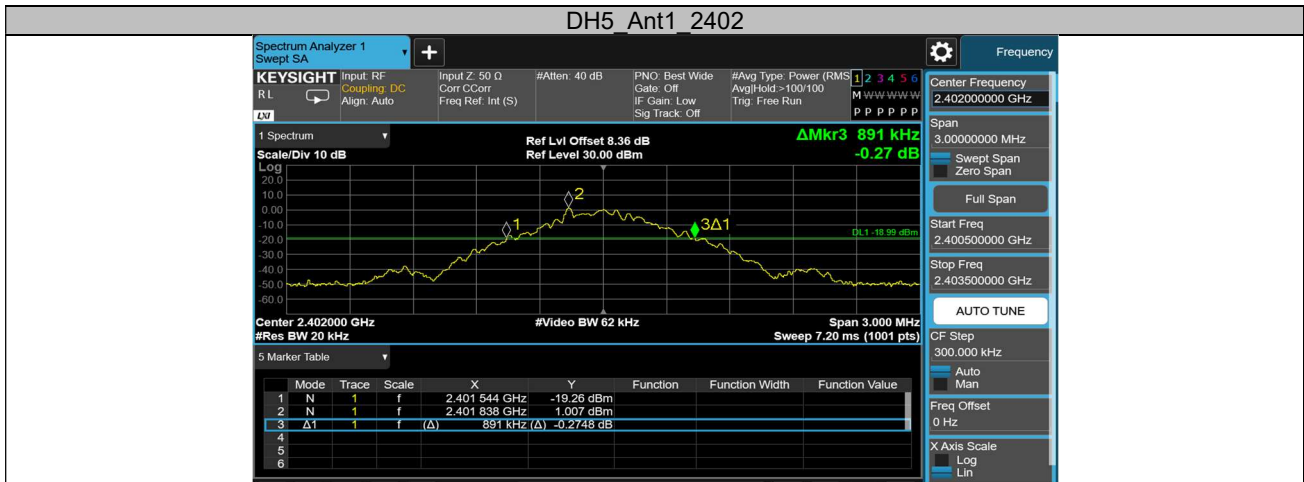 DH5_Ant1_2402
Spectrum Analyzer 1
Swept SA
+
Frequency
KEYSIGHT
R L
LXI
Input: RF
Coupling: DC
Align: Auto
Input Z: 50 Ω
Corr CCorr
Freq Ref: Int (S)
#Atten: 40 dB
PNO: Best Wide
Gate: Off
IF Gain: Low
Sig Track: Off
#Avg Type: Power (RMS
Avg|Hold:>100/100
Trig: Free Run
1 2 3 4 5 6
M W W W W W
P P P P P P
1 Spectrum
Scale/Div 10 dB
Ref Lvl Offset 8.36 dB
Ref Level 30.00 dBm
ΔMkr3 891 kHz
-0.27 dB
Log
20.0
10.0
0.00
-10.0
-20.0
-30.0
-40.0
-50.0
-60.0
1
2
3Δ1
DL1 -18.99 dBm
Center 2.402000 GHz
#Res BW 20 kHz
#Video BW 62 kHz
Span 3.000 MHz
Sweep 7.20 ms (1001 pts)
5 Marker Table
Mode Trace Scale X Y Function Function Width Function Value
1 N 1 f 2.401 544 GHz -19.26 dBm
2 N 1 f 2.401 838 GHz 1.007 dBm
3 Δ1 1 f (Δ) 891 kHz (Δ) -0.2748 dB
4
5
6
Center Frequency
2.402000000 GHz
Span
3.00000000 MHz
Swept Span
Zero Span
Full Span
Start Freq
2.400500000 GHz
Stop Freq
2.403500000 GHz
AUTO TUNE
CF Step
300.000 kHz
Auto
Man
Freq Offset
0 Hz
X Axis Scale
Log
Lin